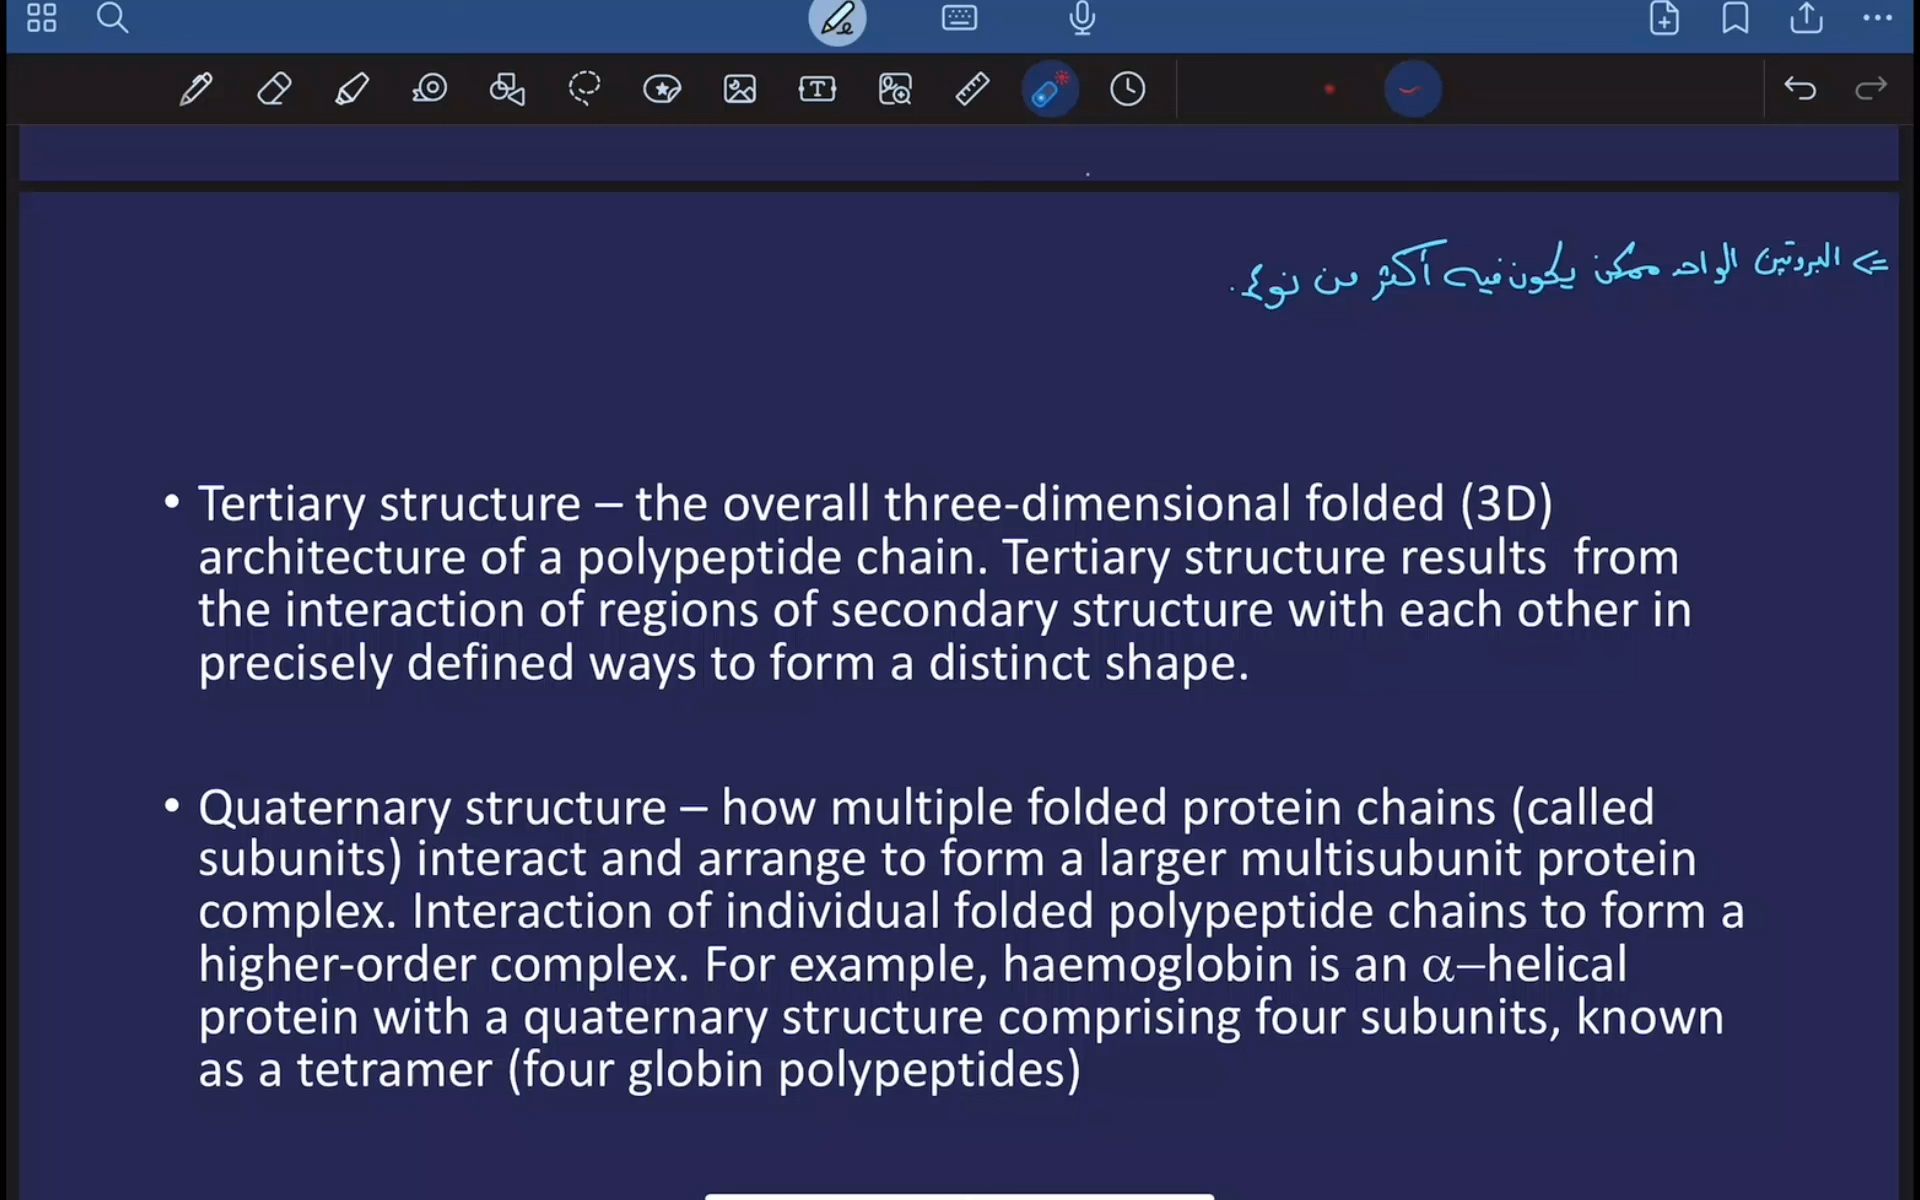 => البروتين الواحد ممكن يكون فيه أكثر من نوع.
• Tertiary structure – the overall three-dimensional folded (3D)
architecture of a polypeptide chain. Tertiary structure results from
the interaction of regions of secondary structure with each other in
precisely defined ways to form a distinct shape.
• Quaternary structure – how multiple folded protein chains (called
subunits) interact and arrange to form a larger multisubunit protein
complex. Interaction of individual folded polypeptide chains to form a
higher-order complex. For example, haemoglobin is an α–helical
protein with a quaternary structure comprising four subunits, known
as a tetramer (four globin polypeptides)